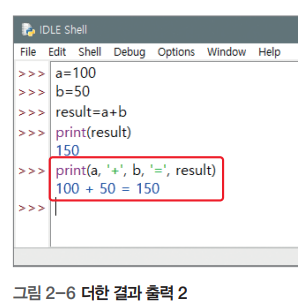 IDLE Shell
File Edit Shell Debug Options Window Help
>>> a=100
>>> b=50
>>> result=a+b
>>> print(result)
150
>>> print(a, '+', b, '=', result)
100 + 50 = 150
>>>
그림 2-6 더한 결과 출력 2